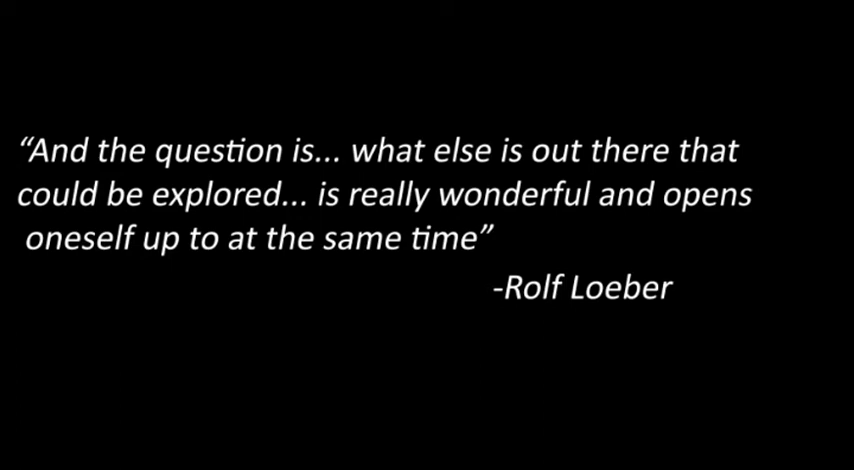 “And the question is... what else is out there that
could be explored... is really wonderful and opens
oneself up to at the same time”
-Rolf Loeber